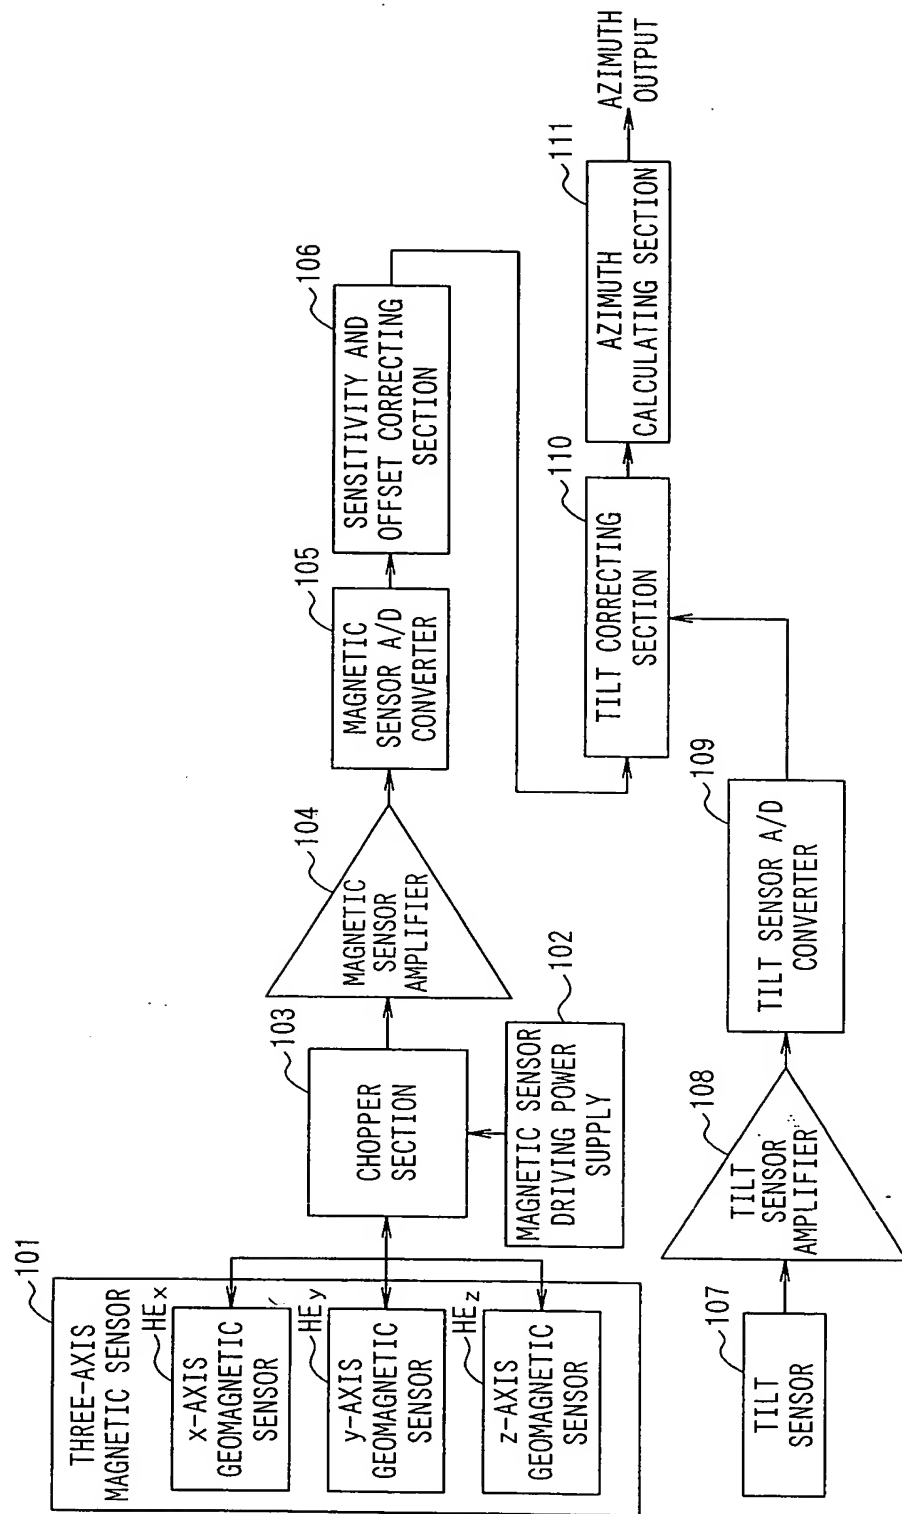 101
THREE-AXIS
MAGNETIC SENSOR
HEx
x-AXIS
GEOMAGNETIC
SENSOR
HEy
y-AXIS
GEOMAGNETIC
SENSOR
HEz
z-AXIS
GEOMAGNETIC
SENSOR
103
CHOPPER
SECTION
102
MAGNETIC SENSOR
DRIVING POWER
SUPPLY
104
MAGNETIC
SENSOR
AMPLIFIER
105
MAGNETIC
SENSOR A/D
CONVERTER
106
SENSITIVITY AND
OFFSET CORRECTING
SECTION
107
TILT
SENSOR
108
TILT
SENSOR
AMPLIFIER
109
TILT SENSOR A/D
CONVERTER
110
TILT CORRECTING
SECTION
111
AZIMUTH
CALCULATING SECTION
AZIMUTH
OUTPUT